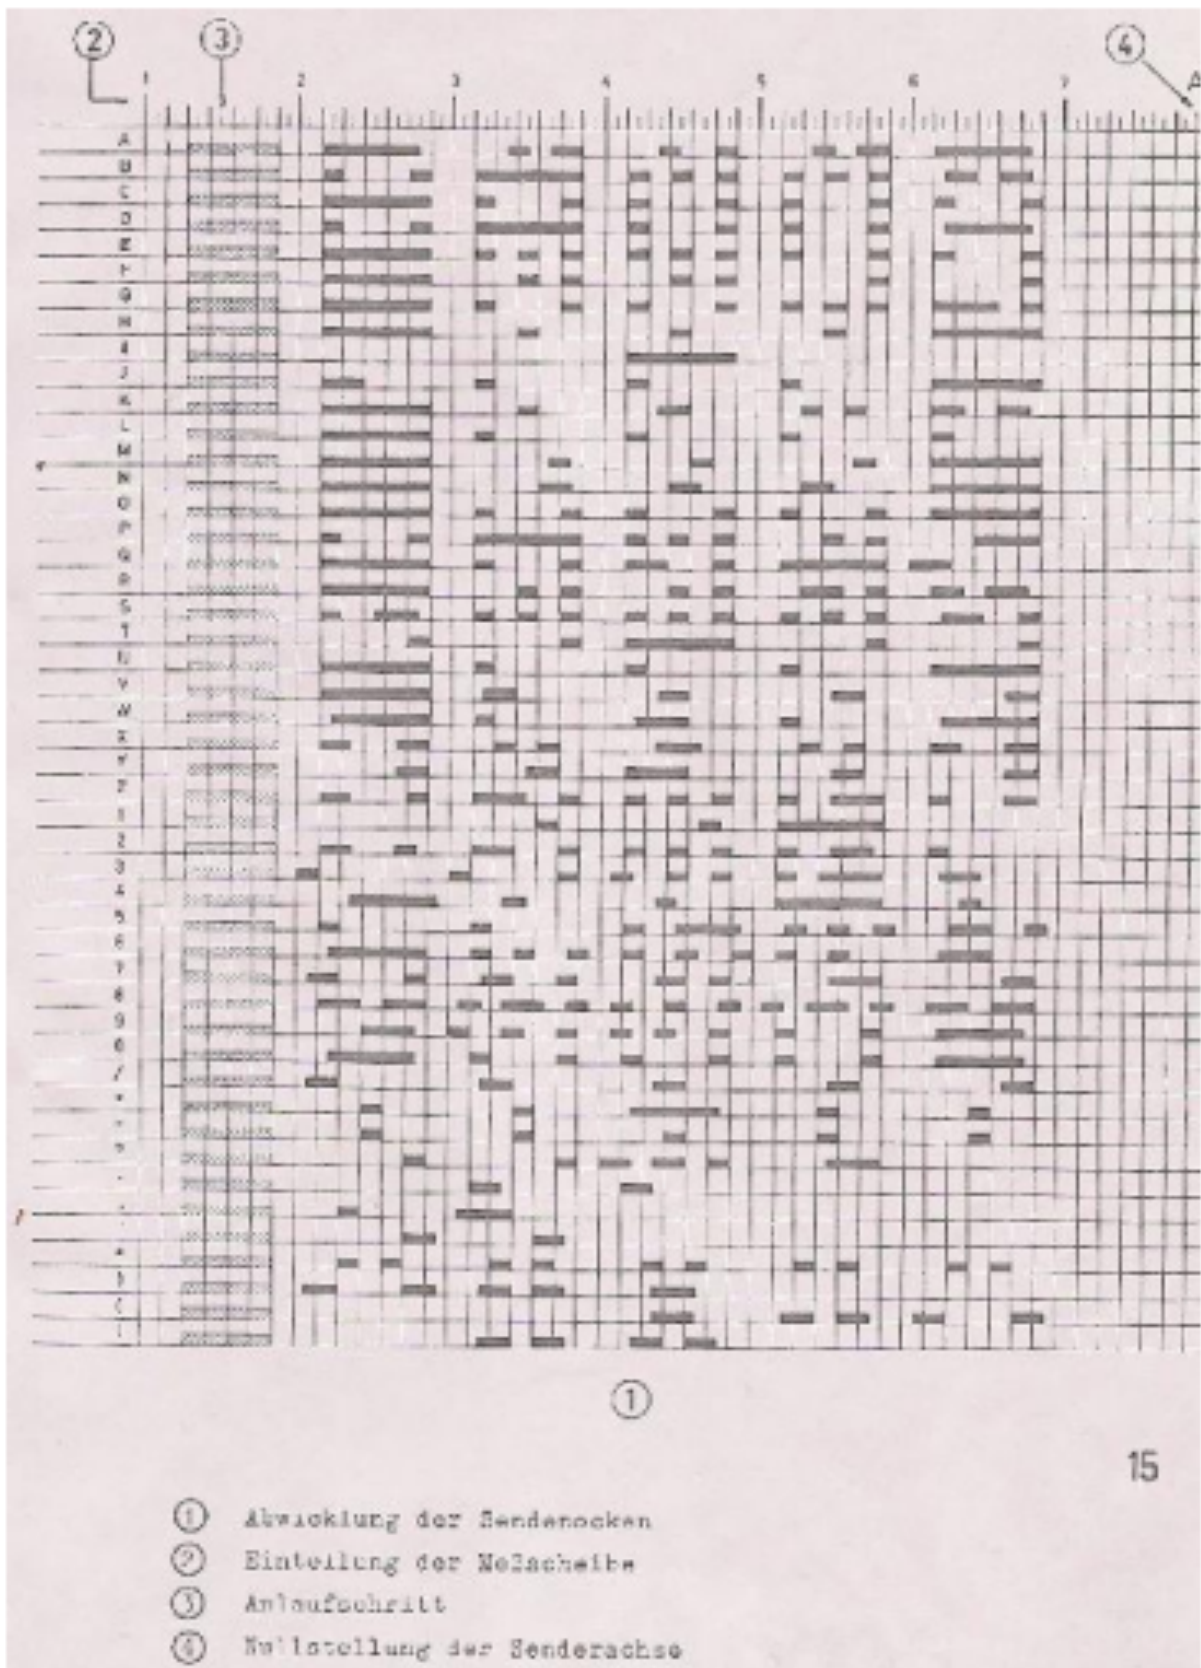 ② ③ ④
1 2 3 4 5 6 7 A
A
B
C
D
E
F
G
H
J
K
L
M
N
O
P
Q
R
S
T
U
V
W
X
Y
Z
1
2
3
4
5
6
7
8
9
/
①
15
① Abwicklung der Sendenocken
② Einteilung der Meßscheibe
③ Anlaufschritt
④ Nullstellung der Senderachse